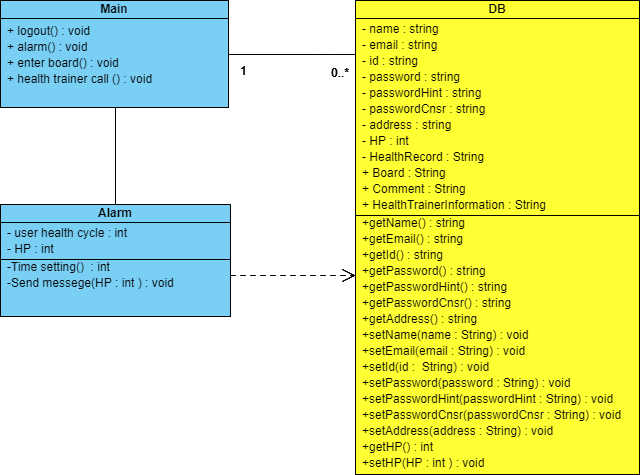 Main
+ logout() : void
+ alarm() : void
+ enter board() : void
+ health trainer call () : void
1
0..*
DB
- name : string
- email : string
- id : string
- password : string
- passwordHint : string
- passwordCnsr : string
- address : string
- HP : int
- HealthRecord : String
+ Board : String
+ Comment : String
+ HealthTrainerInformation : String
+getName() : string
+getEmail() : string
+getId() : string
+getPassword() : string
+getPasswordHint() : string
+getPasswordCnsr() : string
+getAddress() : string
+setName(name : String) : void
+setEmail(email : String) : void
+setId(id :  String) : void
+setPassword(password : String) : void
+setPasswordHint(passwordHint : String) : void
+setPasswordCnsr(passwordCnsr : String) : void
+setAddress(address : String) : void
+getHP() : int
+setHP(HP : int ) : void
Alarm
- user health cycle : int
- HP : int
-Time setting()  : int
-Send messege(HP : int ) : void